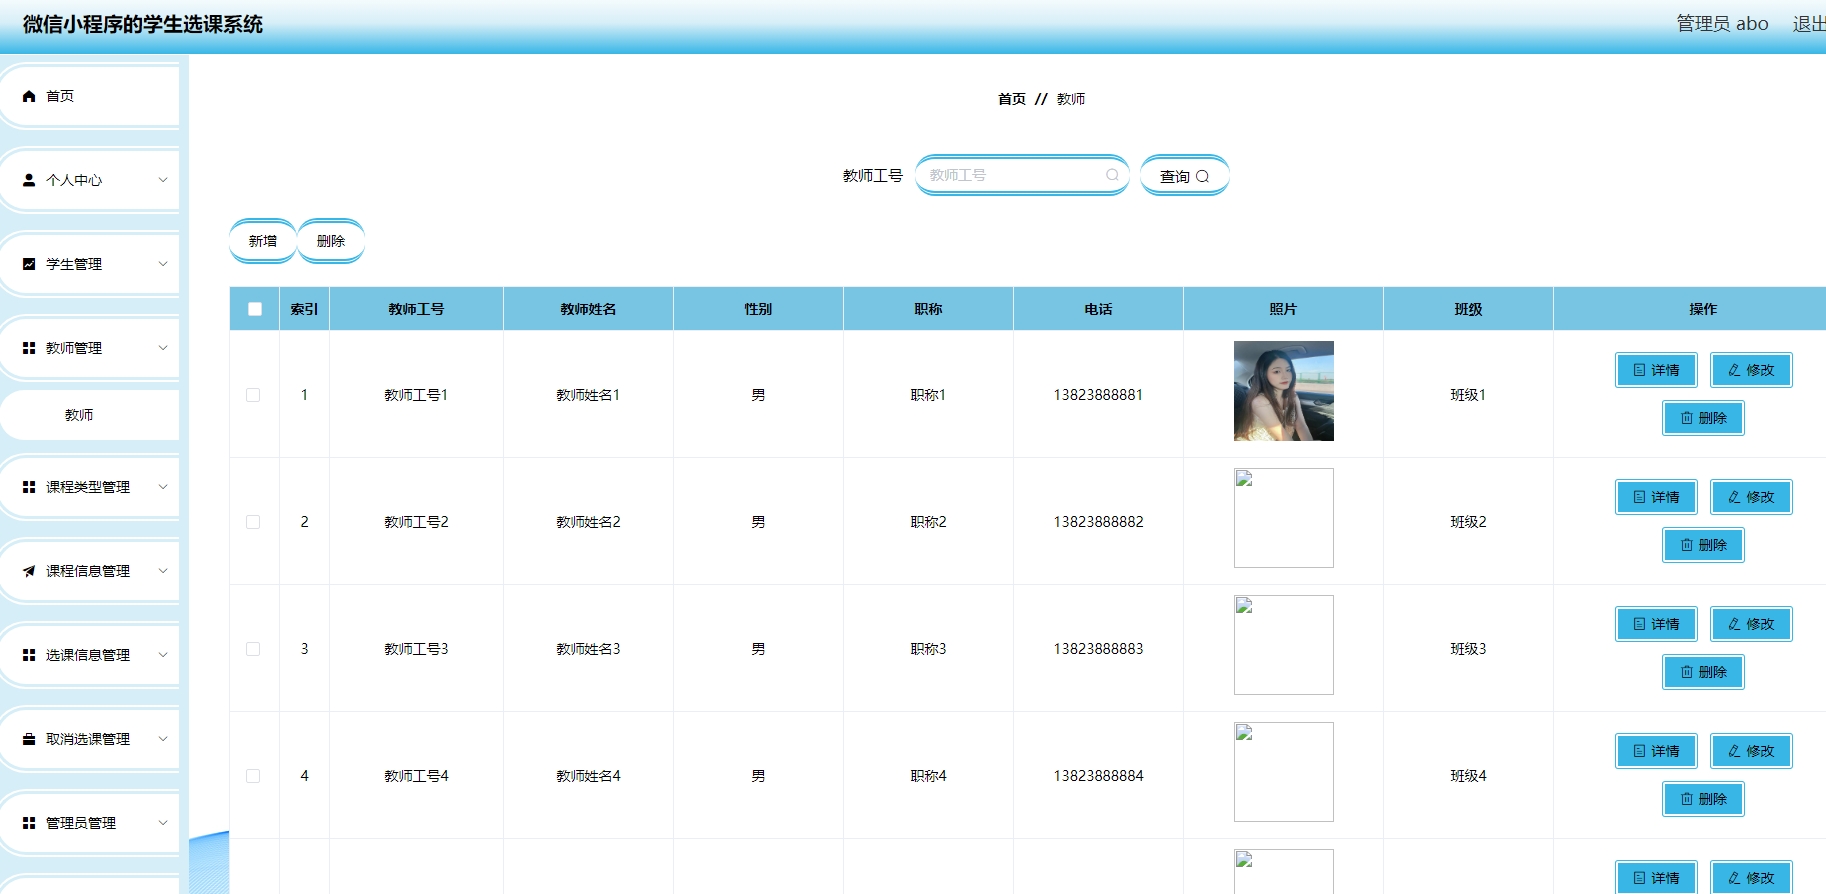 微信小程序的学生选课系统
管理员 abo 退出
首页
个人中心
学生管理
教师管理
教师
课程类型管理
课程信息管理
选课信息管理
取消选课管理
管理员管理
首页 // 教师
教师工号 教师工号 查询
新增 删除
索引 教师工号 教师姓名 性别 职称 电话 照片 班级 操作
1 教师工号1 教师姓名1 男 职称1 13823888881 班级1 详情 修改
删除
2 教师工号2 教师姓名2 男 职称2 13823888882 班级2 详情 修改
删除
3 教师工号3 教师姓名3 男 职称3 13823888883 班级3 详情 修改
删除
4 教师工号4 教师姓名4 男 职称4 13823888884 班级4 详情 修改
删除
详情 修改